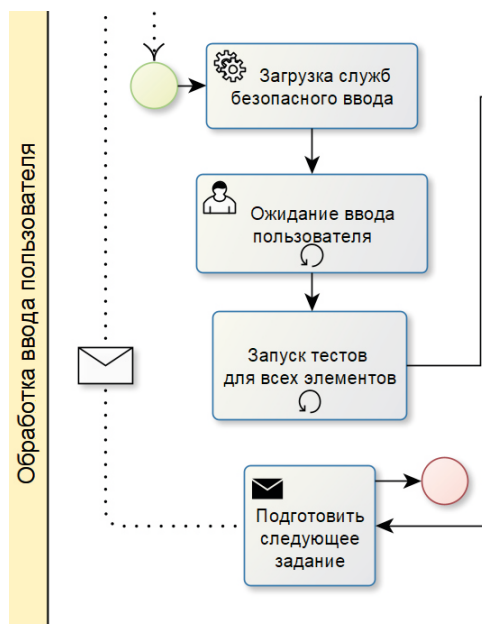 Обработка ввода пользователя
Загрузка служб
безопасного ввода
Ожидание ввода
пользователя
Запуск тестов
для всех элементов
Подготовить
следующее
задание